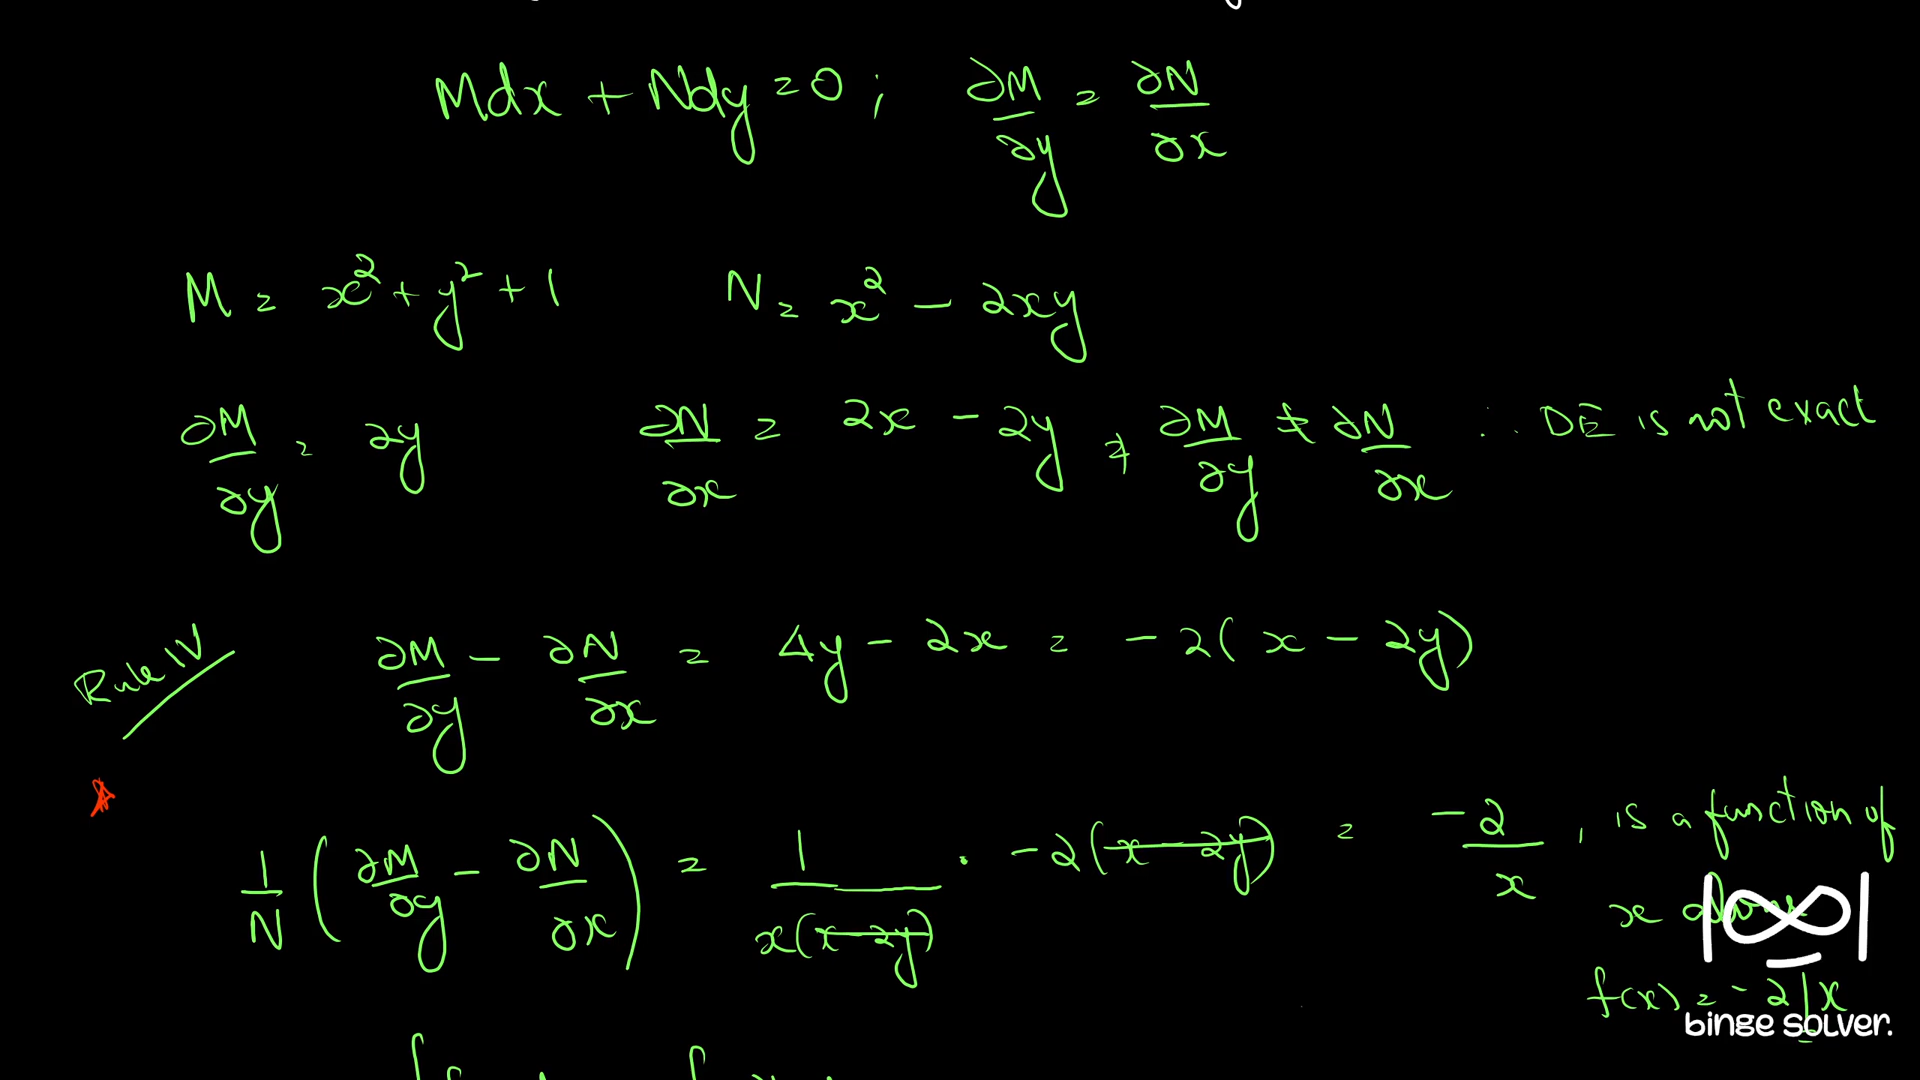 Mdx + Ndy = 0 ; ∂M/∂y = ∂N/∂x
M = x² + y² + 1 N = x² - 2xy
∂M/∂y = 2y ∂N/∂x = 2x - 2y ≠ ∂M/∂y ≠ ∂N/∂x ∴ DE is not exact
Rule IV ∂M/∂y - ∂N/∂x = 4y - 2x = -2(x - 2y)
1/N (∂M/∂y - ∂N/∂x) = 1/x(x - 2y) · -2(x - 2y) = -2/x , is a function of
x alone
f(x) = -2/x
binge solver.